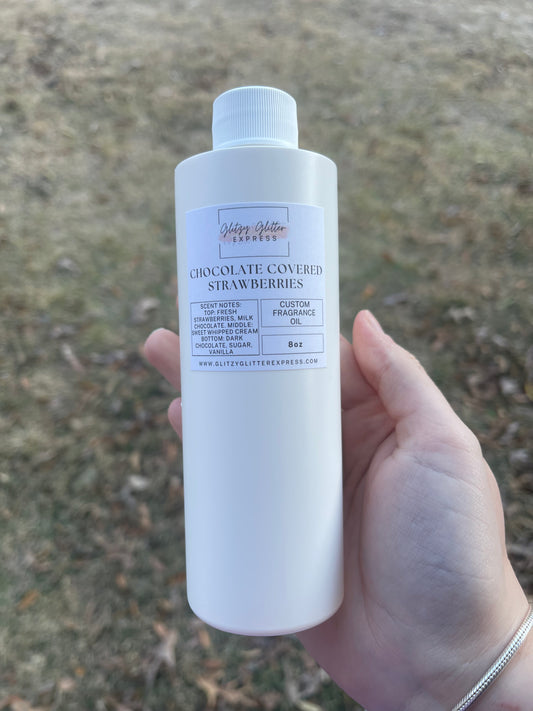 Glitzy Glitter
EXPRESS
CHOCOLATE COVERED
STRAWBERRIES
SCENT NOTES:
TOP: FRESH
STRAWBERRIES, MILK
CHOCOLATE. MIDDLE:
SWEET WHIPPED CREAM
BOTTOM: DARK
CHOCOLATE, SUGAR,
VANILLA
CUSTOM
FRAGRANCE
OIL
8oz
WWW.GLITZYGLITTEREXPRESS.COM